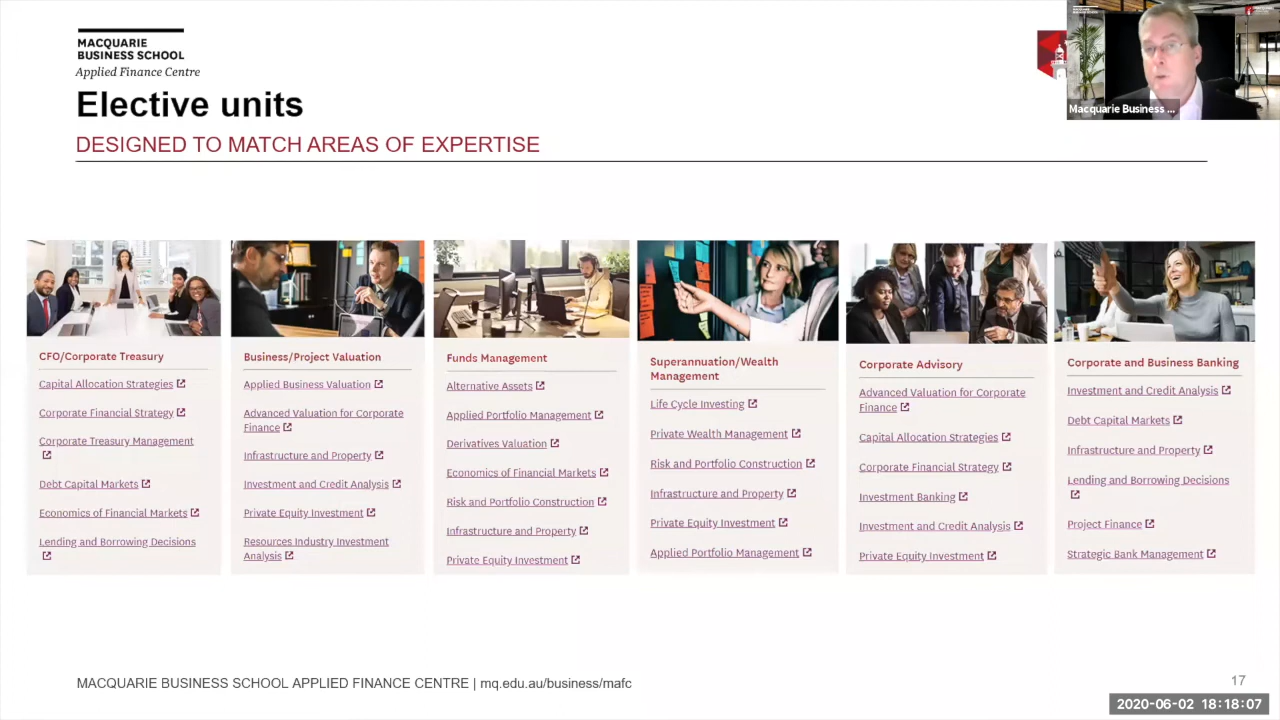 MACQUARIE
BUSINESS SCHOOL
Applied Finance Centre
Elective units
DESIGNED TO MATCH AREAS OF EXPERTISE
Macquarie Business ...
CFO/Corporate Treasury
Capital Allocation Strategies
Corporate Financial Strategy
Corporate Treasury Management
Debt Capital Markets
Economics of Financial Markets
Lending and Borrowing Decisions
Business/Project Valuation
Applied Business Valuation
Advanced Valuation for Corporate
Finance
Infrastructure and Property
Investment and Credit Analysis
Private Equity Investment
Resources Industry Investment
Analysis
Funds Management
Alternative Assets
Applied Portfolio Management
Derivatives Valuation
Economics of Financial Markets
Risk and Portfolio Construction
Infrastructure and Property
Private Equity Investment
Superannuation/Wealth
Management
Life Cycle Investing
Private Wealth Management
Risk and Portfolio Construction
Infrastructure and Property
Private Equity Investment
Applied Portfolio Management
Corporate Advisory
Advanced Valuation for Corporate
Finance
Capital Allocation Strategies
Corporate Financial Strategy
Investment Banking
Investment and Credit Analysis
Private Equity Investment
Corporate and Business Banking
Investment and Credit Analysis
Debt Capital Markets
Infrastructure and Property
Lending and Borrowing Decisions
Project Finance
Strategic Bank Management
MACQUARIE BUSINESS SCHOOL APPLIED FINANCE CENTRE | mq.edu.au/business/mafc
17
2020-06-02 18:18:07